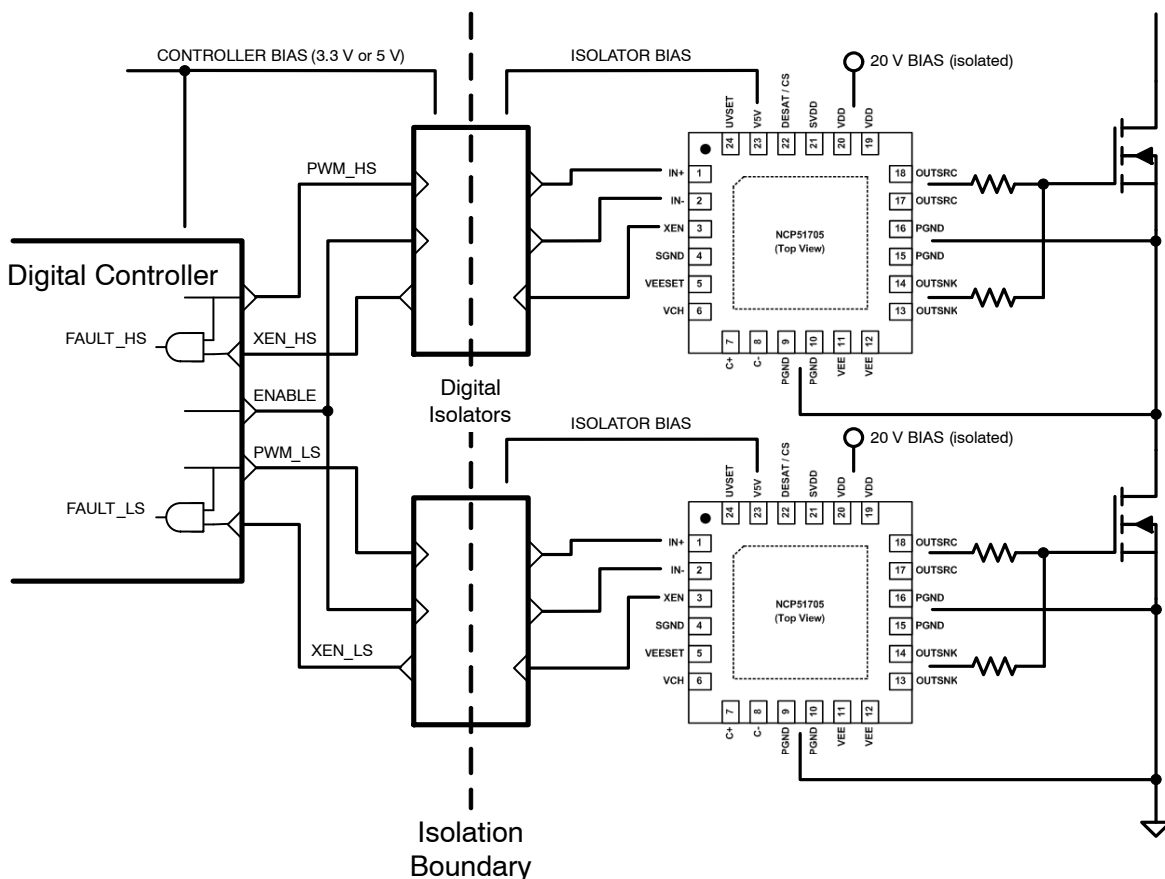 CONTROLLER BIAS (3.3 V or 5 V)
ISOLATOR BIAS
20 V BIAS (isolated)
UVSET
V5V
DESAT / CS
SVDD
VDD
VDD
24
23
22
21
20
19
PWM_HS
IN+
1
IN-
2
XEN
3
SGND
4
VEESET
5
VCH
6
NCP51705
(Top View)
18
OUTSRC
17
OUTSRC
16
PGND
15
PGND
14
OUTSNK
13
OUTSNK
7
8
9
10
11
12
C+
C-
PGND
PGND
VEE
VEE
Digital Controller
FAULT_HS
XEN_HS
ENABLE
PWM_LS
FAULT_LS
XEN_LS
Digital
Isolators
ISOLATOR BIAS
20 V BIAS (isolated)
UVSET
V5V
DESAT / CS
SVDD
VDD
VDD
24
23
22
21
20
19
IN+
1
IN-
2
XEN
3
SGND
4
VEESET
5
VCH
6
NCP51705
(Top View)
18
OUTSRC
17
OUTSRC
16
PGND
15
PGND
14
OUTSNK
13
OUTSNK
7
8
9
10
11
12
C+
C-
PGND
PGND
VEE
VEE
Isolation
Boundary